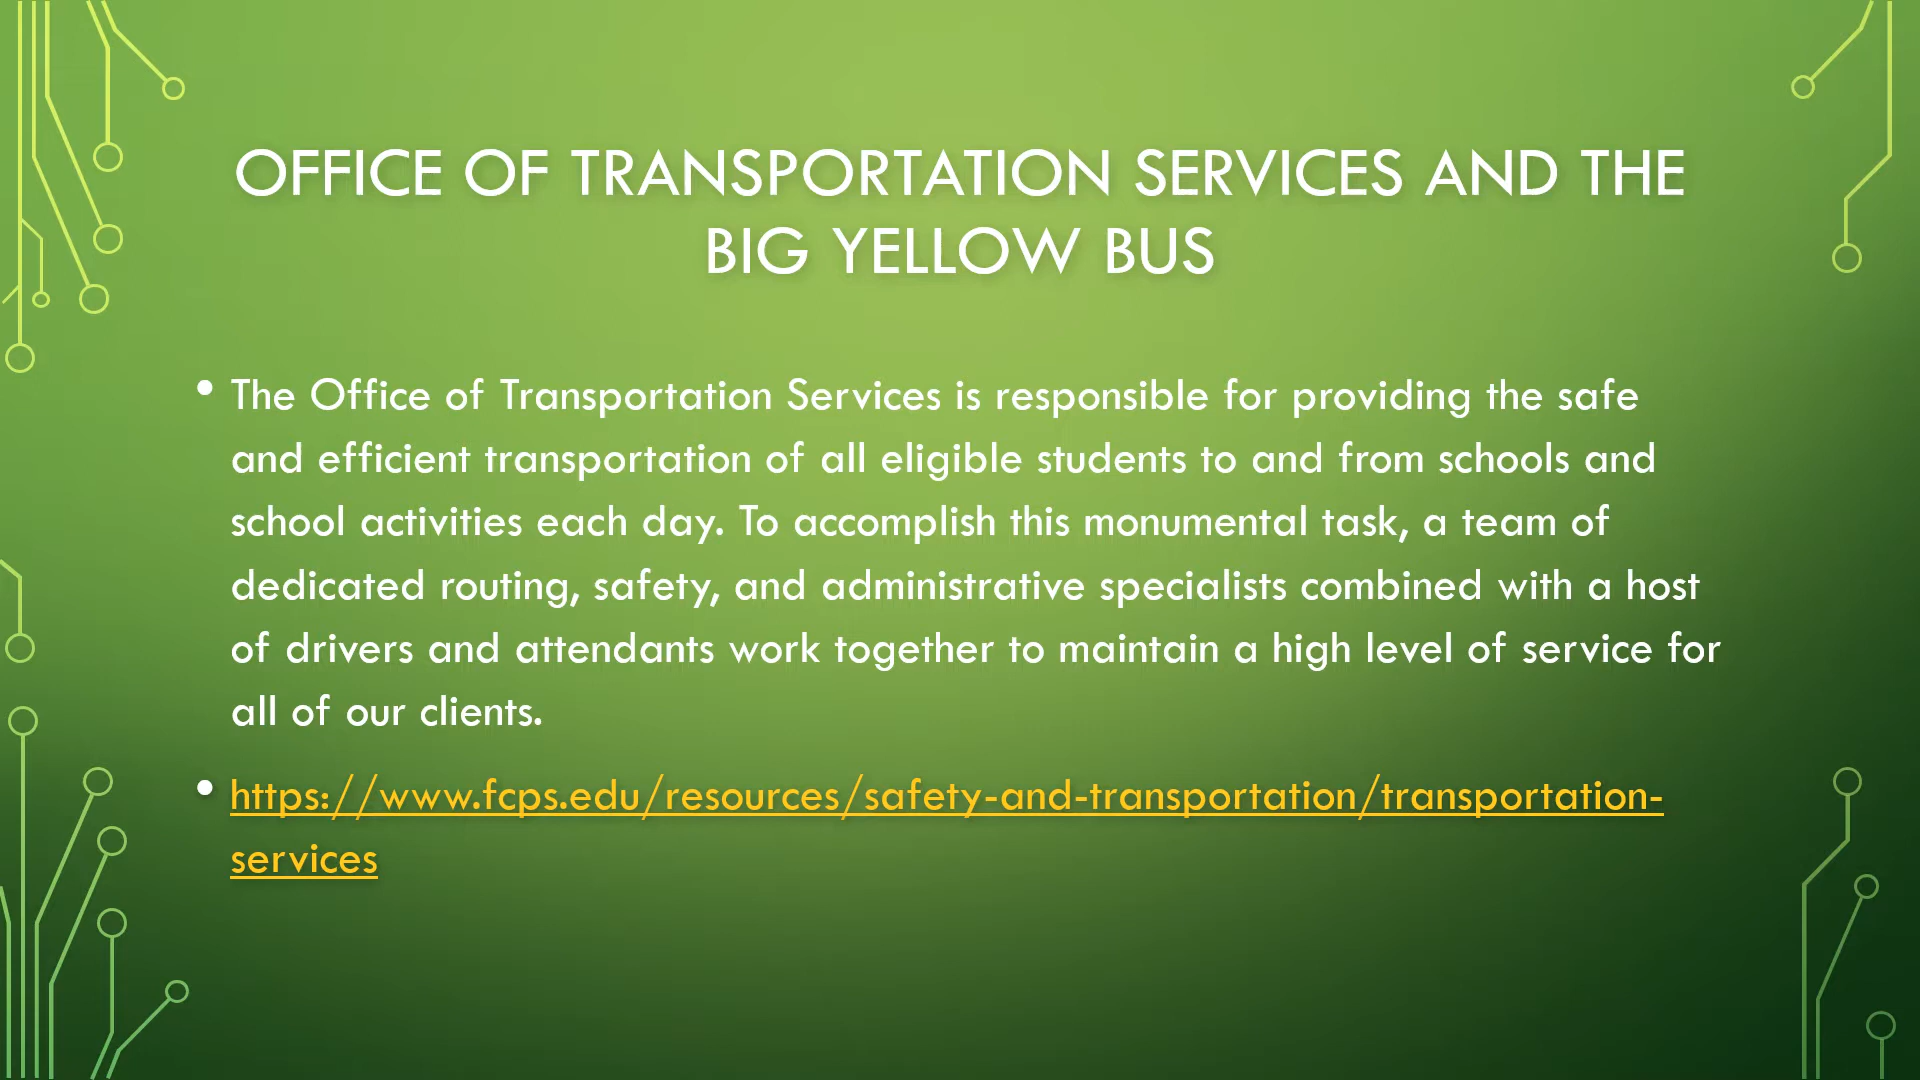 OFFICE OF TRANSPORTATION SERVICES AND THE
BIG YELLOW BUS
• The Office of Transportation Services is responsible for providing the safe
and efficient transportation of all eligible students to and from schools and
school activities each day. To accomplish this monumental task, a team of
dedicated routing, safety, and administrative specialists combined with a host
of drivers and attendants work together to maintain a high level of service for
all of our clients.
• https://www.fcps.edu/resources/safety-and-transportation/transportation-
services